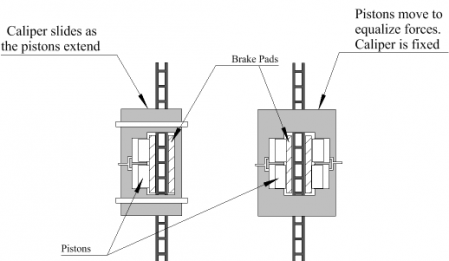 Caliper slides as
the pistons extend
Brake Pads
Pistons move to
equalize forces.
Caliper is fixed
Pistons